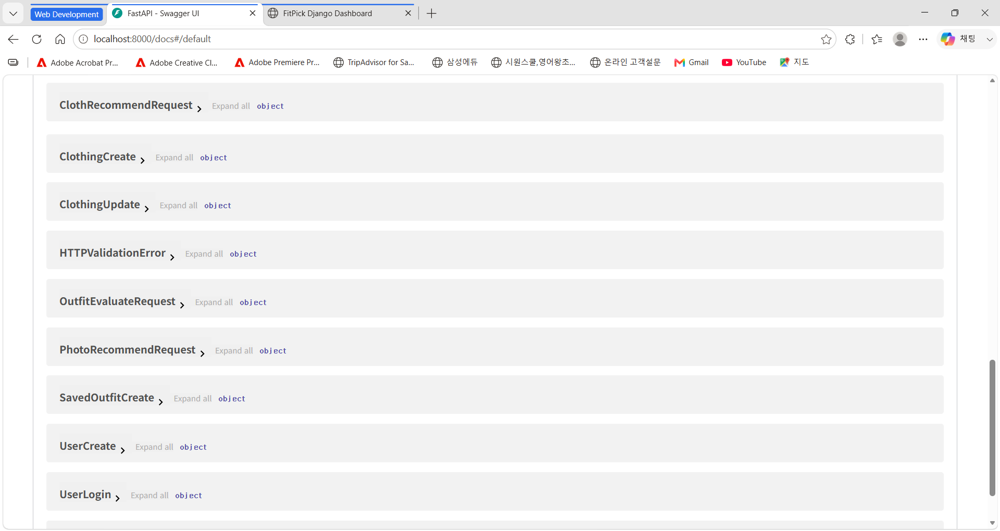 Web Development
FastAPI - Swagger UI
FitPick Django Dashboard
localhost:8000/docs#/default
채팅
Adobe Acrobat Pr...
Adobe Creative Cl...
Adobe Premiere Pr...
TripAdvisor for Sa...
삼성에듀
시원스쿨,영어왕초...
온라인 고객설문
Gmail
YouTube
지도
ClothRecommendRequest Expand all object
ClothingCreate Expand all object
ClothingUpdate Expand all object
HTTPValidationError Expand all object
OutfitEvaluateRequest Expand all object
PhotoRecommendRequest Expand all object
SavedOutfitCreate Expand all object
UserCreate Expand all object
UserLogin Expand all object